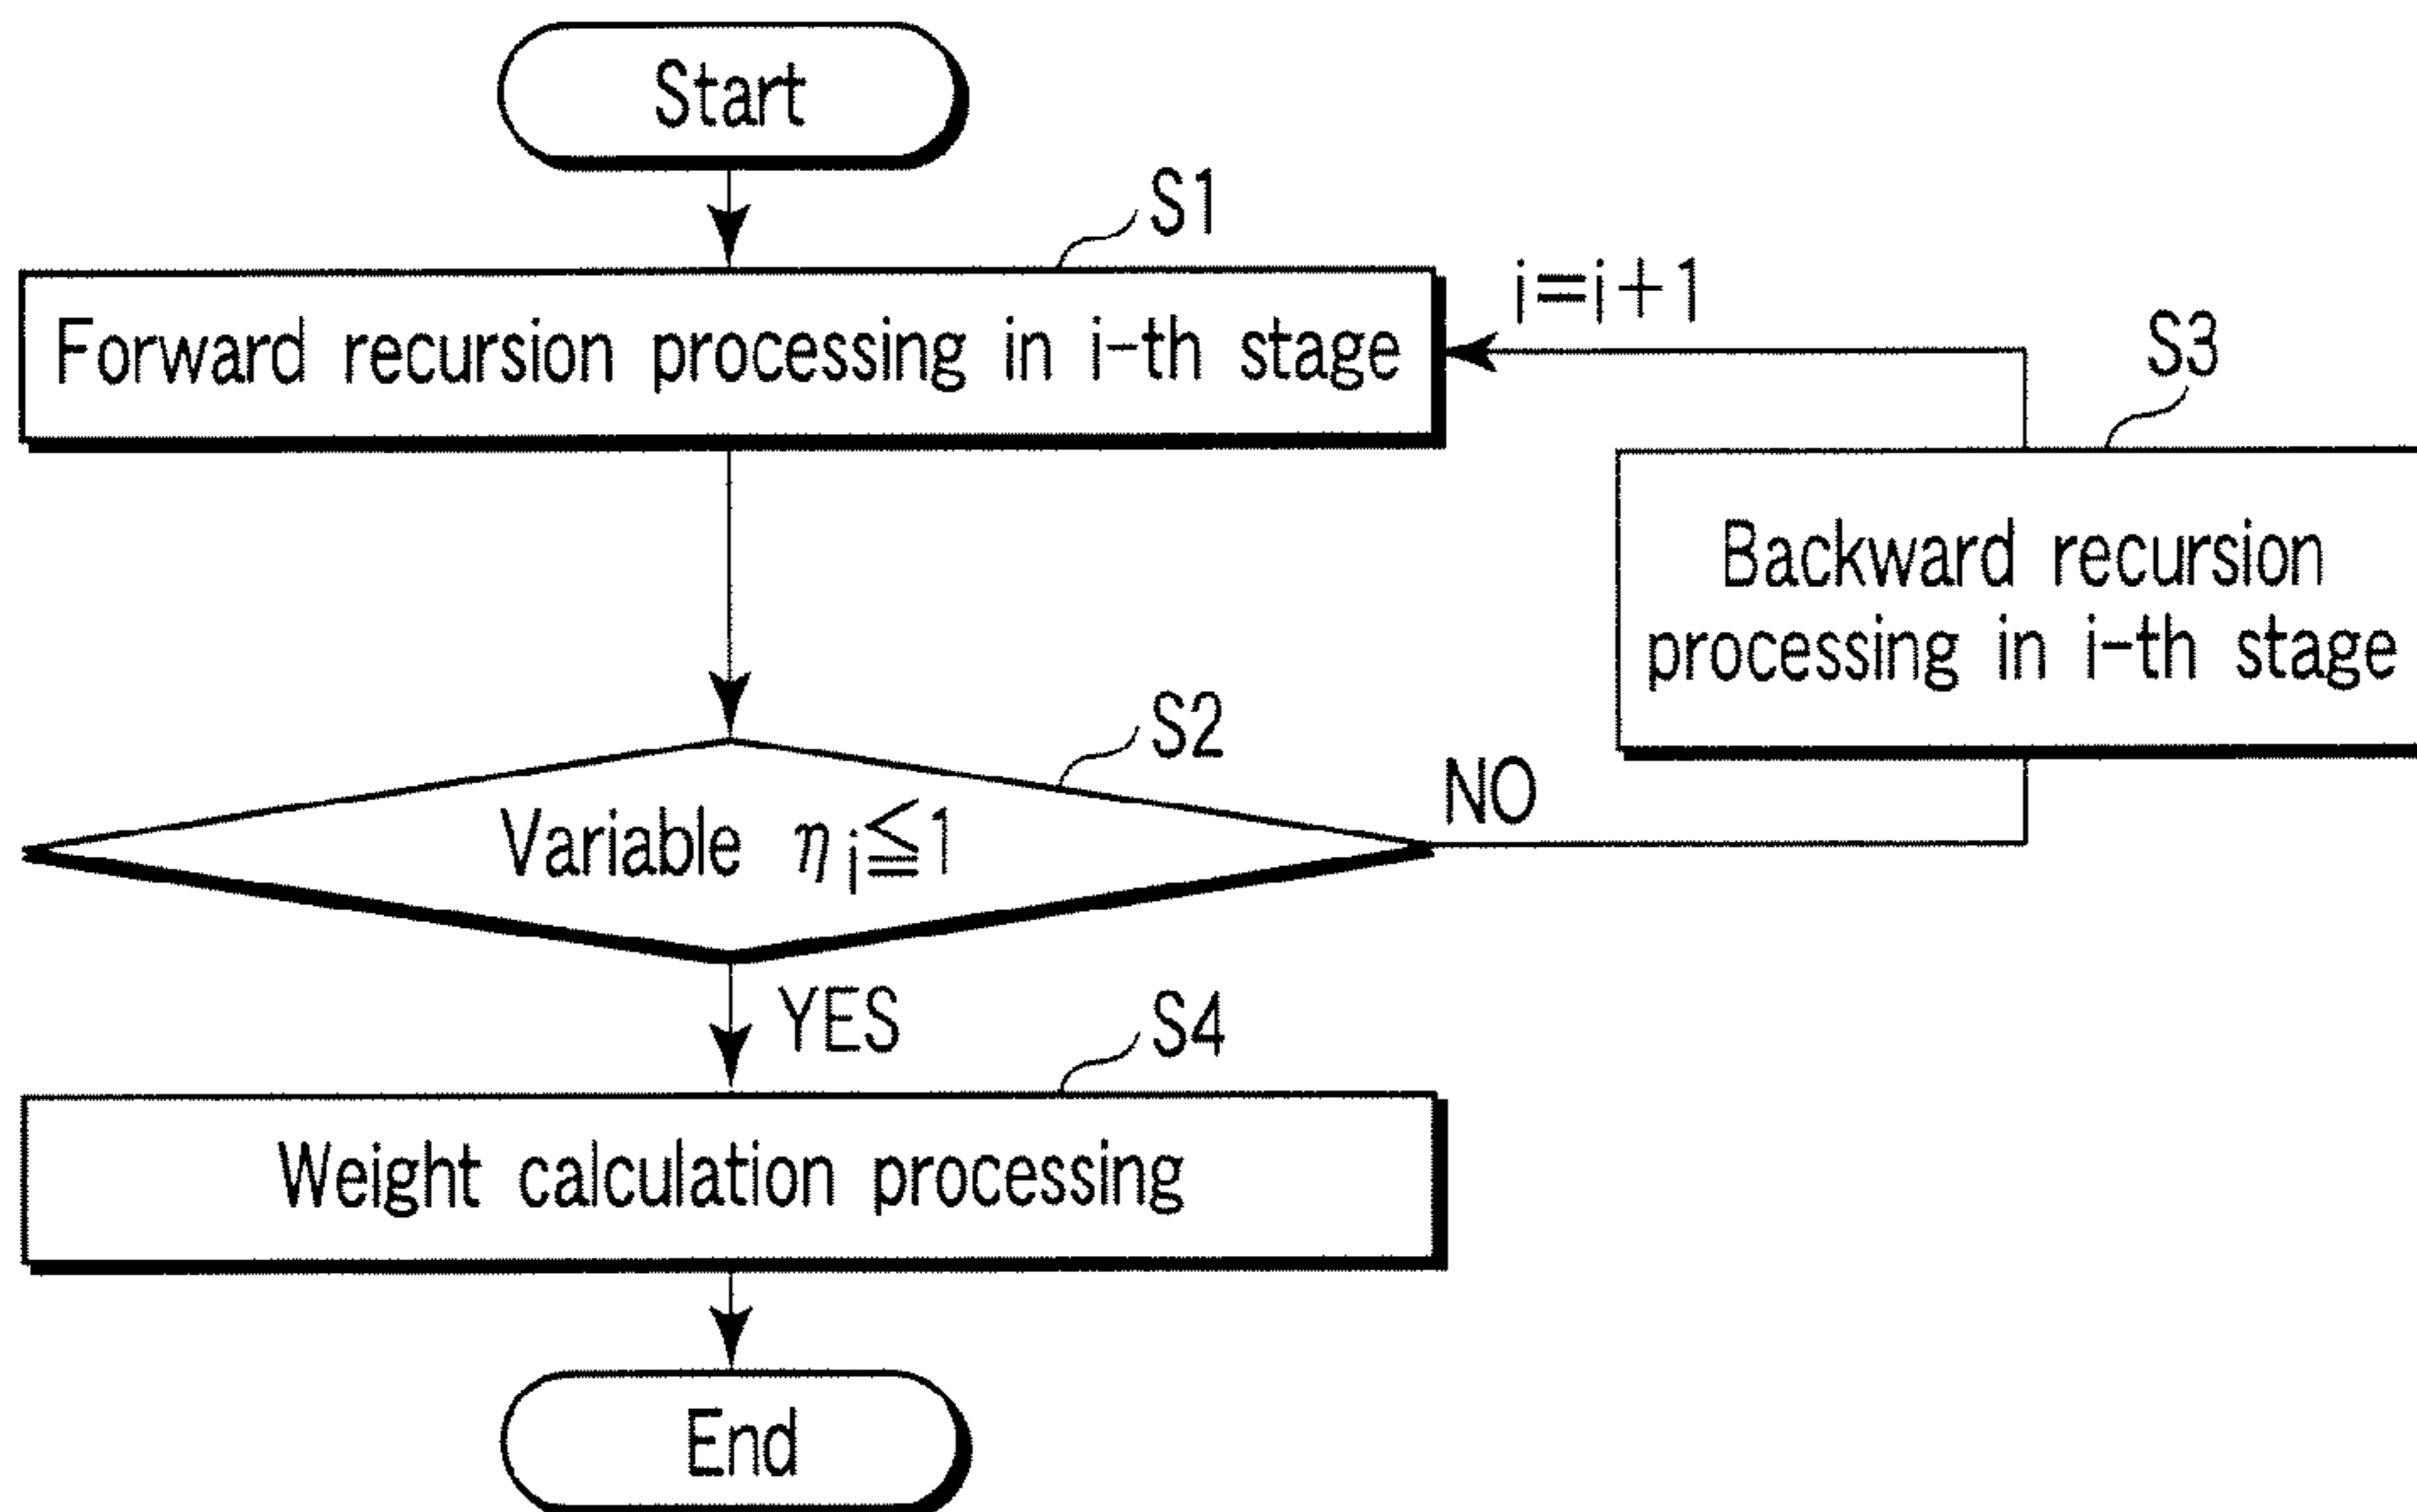 Start
S1
Forward recursion processing in i-th stage
i=i+1
S3
Backward recursion
processing in i-th stage
S2
Variable ηi≦1
NO
YES
S4
Weight calculation processing
End